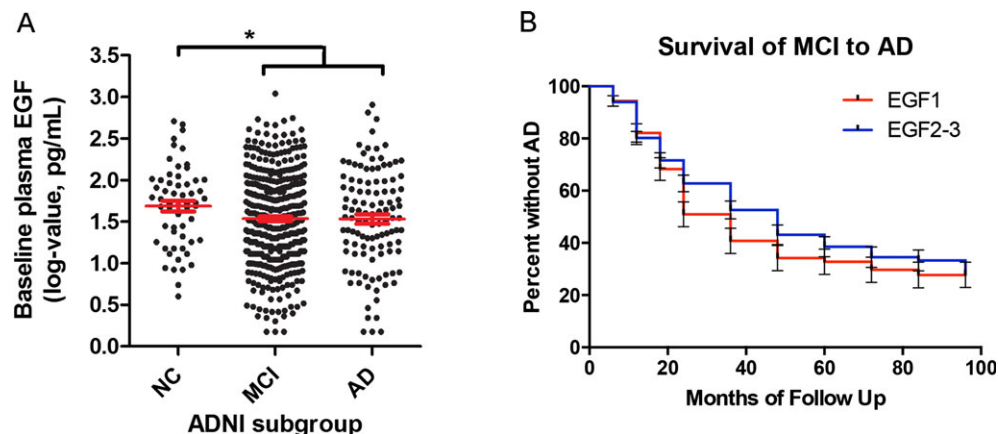 A
*
Baseline plasma EGF
(log-value, pg/mL)
3.5
3.0
2.5
2.0
1.5
1.0
0.5
0.0
NC
MCI
AD
ADNI subgroup
B
Survival of MCI to AD
EGF1
EGF2-3
Percent without AD
100
80
60
40
20
0
0
20
40
60
80
100
Months of Follow Up